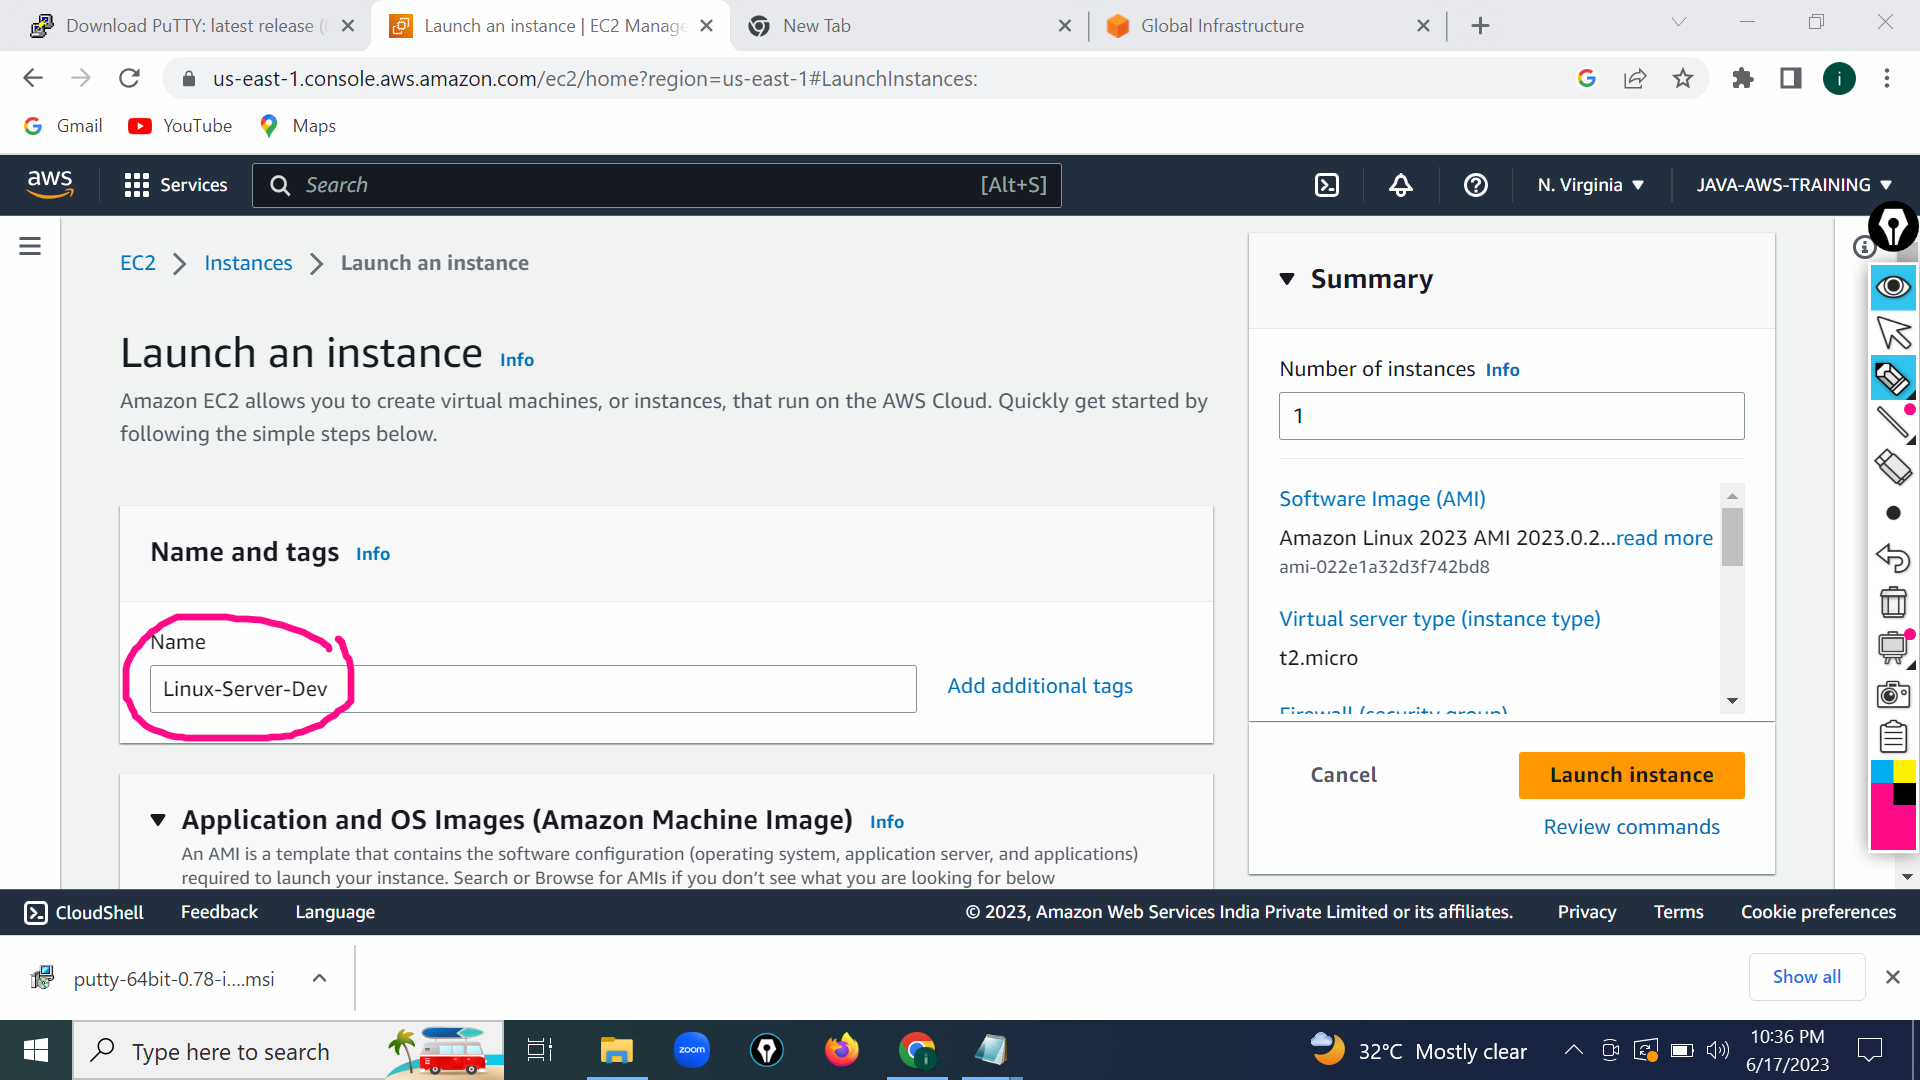 Download PuTTY: latest release (
Launch an instance | EC2 Manage
New Tab
Global Infrastructure
us-east-1.console.aws.amazon.com/ec2/home?region=us-east-1#LaunchInstances:
i
Gmail
YouTube
Maps
aws
Services
Search
[Alt+S]
N. Virginia
JAVA-AWS-TRAINING
EC2
Instances
Launch an instance
Launch an instance Info
Amazon EC2 allows you to create virtual machines, or instances, that run on the AWS Cloud. Quickly get started by
following the simple steps below.
Name and tags Info
Name
Linux-Server-Dev
Add additional tags
Application and OS Images (Amazon Machine Image) Info
An AMI is a template that contains the software configuration (operating system, application server, and applications)
required to launch your instance. Search or Browse for AMIs if you don’t see what you are looking for below
Summary
Number of instances Info
1
Software Image (AMI)
Amazon Linux 2023 AMI 2023.0.2...read more
ami-022e1a32d3f742bd8
Virtual server type (instance type)
t2.micro
Firewall (security group)
Cancel
Launch instance
Review commands
CloudShell
Feedback
Language
© 2023, Amazon Web Services India Private Limited or its affiliates.
Privacy
Terms
Cookie preferences
putty-64bit-0.78-i....msi
Show all
Type here to search
zoom
32°C Mostly clear
10:36 PM
6/17/2023